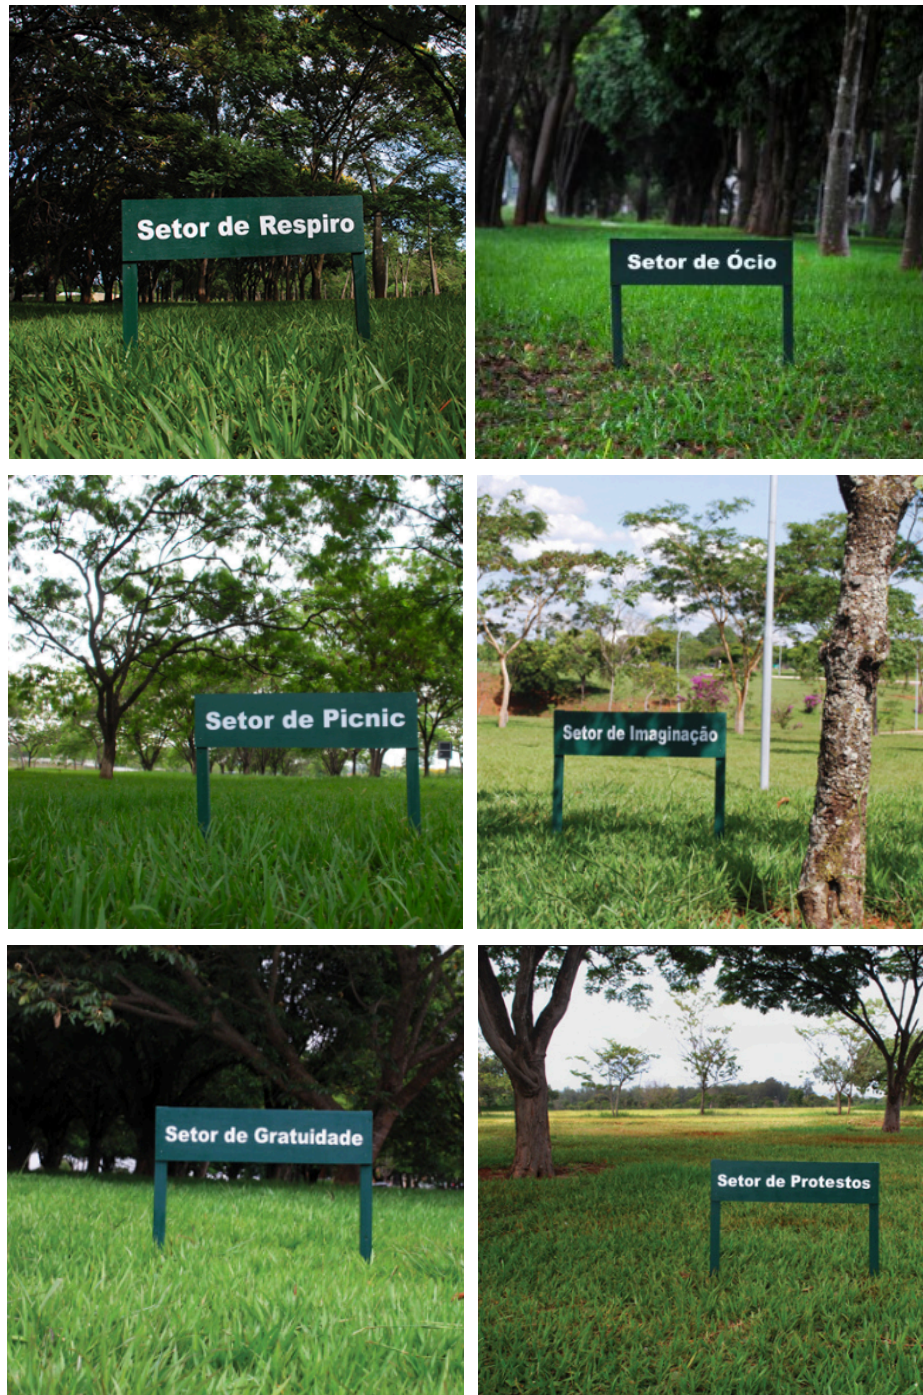 Setor de Respiro
Setor de Ócio
Setor de Picnic
Setor de Imaginação
Setor de Gratuidade
Setor de Protestos